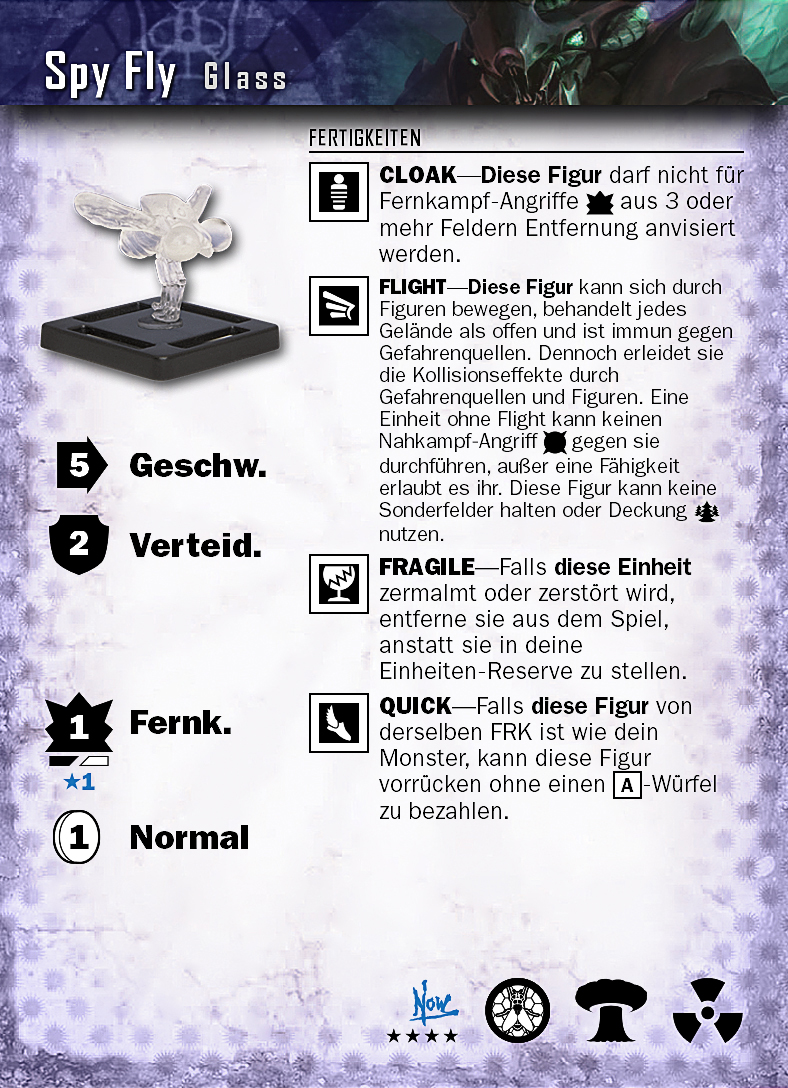 Spy Fly Glass
FERTIGKEITEN
CLOAK—Diese Figur darf nicht für
Fernkampf-Angriffe aus 3 oder
mehr Feldern Entfernung anvisiert
werden.
FLIGHT—Diese Figur kann sich durch
Figuren bewegen, behandelt jedes
Gelände als offen und ist immun gegen
Gefahrenquellen. Dennoch erleidet sie
die Kollisionseffekte durch
Gefahrenquellen und Figuren. Eine
Einheit ohne Flight kann keinen
Nahkampf-Angriff gegen sie
durchführen, außer eine Fähigkeit
erlaubt es ihr. Diese Figur kann keine
Sonderfelder halten oder Deckung
nutzen.
FRAGILE—Falls diese Einheit
zermalmt oder zerstört wird,
entferne sie aus dem Spiel,
anstatt sie in deine
Einheiten-Reserve zu stellen.
QUICK—Falls diese Figur von
derselben FRK ist wie dein
Monster, kann diese Figur
vorrücken ohne einen A-Würfel
zu bezahlen.
5 Geschw.
2 Verteid.
1 Fernk.
★1
1 Normal
Now
★★★★